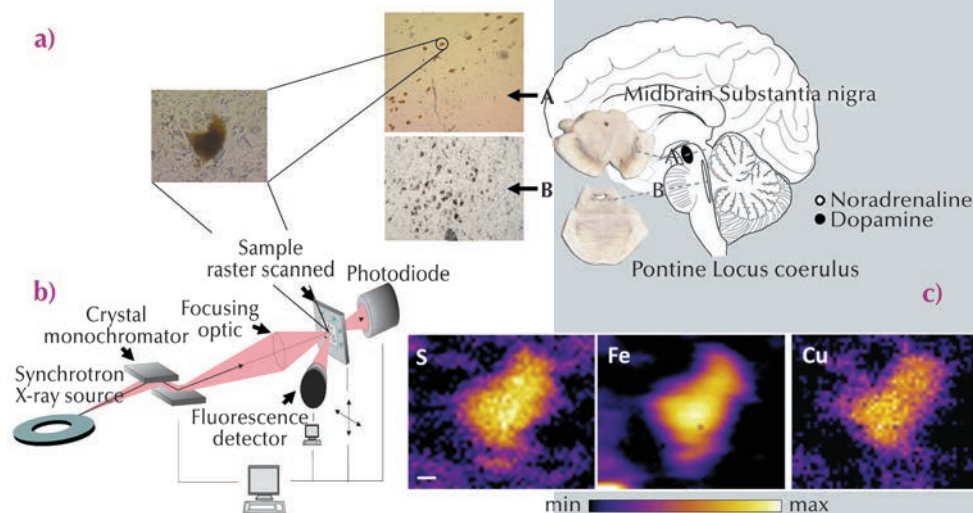 a)
A
B
Midbrain Substantia nigra
A
B
Noradrenaline
Dopamine
Pontine Locus coerulus
b)
Sample
raster scanned
Photodiode
Focusing
optic
Crystal
monochromator
Synchrotron
X-ray source
Fluorescence
detector
c)
S
Fe
Cu
min
max